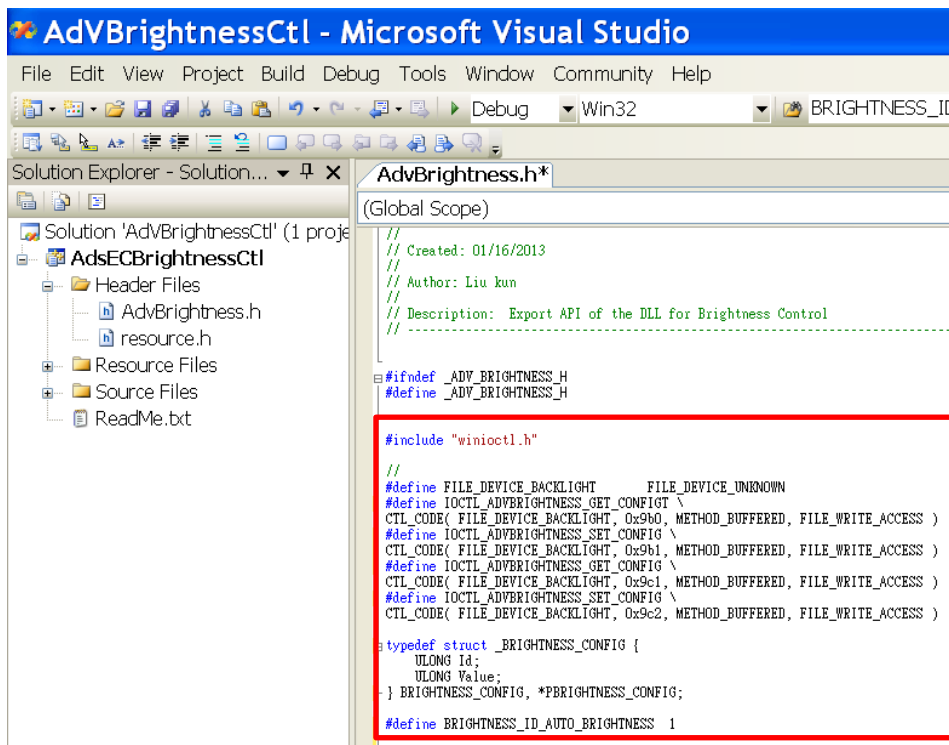 AdVBrightnessCtl - Microsoft Visual Studio
File Edit View Project Build Debug Tools Window Community Help
Debug Win32 BRIGHTNESS_ID
Solution Explorer - Solution...
AdvBrightness.h*
(Global Scope)
Solution 'AdVBrightnessCtl' (1 proje
AdsECBrightnessCtl
Header Files
AdvBrightness.h
resource.h
Resource Files
Source Files
ReadMe.txt
//
// Created: 01/16/2013
//
// Author: Liu kun
//
// Description: Export API of the DLL for Brightness Control
// --------------------------------------------------------------------
#ifndef _ADV_BRIGHTNESS_H
#define _ADV_BRIGHTNESS_H
#include "winioctl.h"
//
#define FILE_DEVICE_BACKLIGHT FILE_DEVICE_UNKNOWN
#define IOCTL_ADVBRIGHTNESS_GET_CONFIGT \
CTL_CODE( FILE_DEVICE_BACKLIGHT, 0x9b0, METHOD_BUFFERED, FILE_WRITE_ACCESS )
#define IOCTL_ADVBRIGHTNESS_SET_CONFIG \
CTL_CODE( FILE_DEVICE_BACKLIGHT, 0x9b1, METHOD_BUFFERED, FILE_WRITE_ACCESS )
#define IOCTL_ADVBRIGHTNESS_GET_CONFIG \
CTL_CODE( FILE_DEVICE_BACKLIGHT, 0x9c1, METHOD_BUFFERED, FILE_WRITE_ACCESS )
#define IOCTL_ADVBRIGHTNESS_SET_CONFIG \
CTL_CODE( FILE_DEVICE_BACKLIGHT, 0x9c2, METHOD_BUFFERED, FILE_WRITE_ACCESS )
typedef struct _BRIGHTNESS_CONFIG {
ULONG Id;
ULONG Value;
} BRIGHTNESS_CONFIG, *PBRIGHTNESS_CONFIG;
#define BRIGHTNESS_ID_AUTO_BRIGHTNESS 1